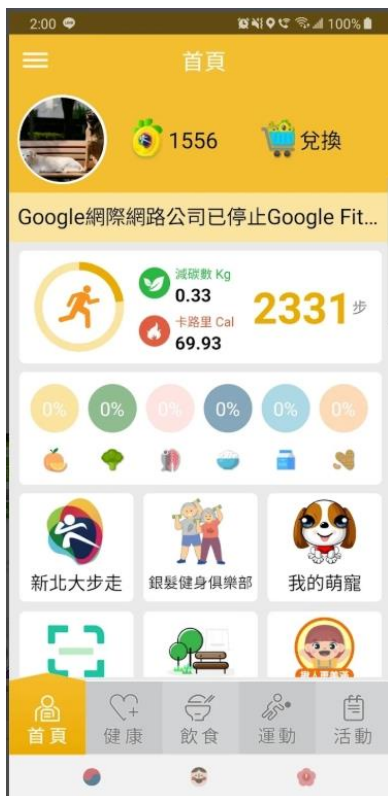 2:00 100%
首頁
1556 兌換
Google網際網路公司已停止Google Fit...
減碳數 Kg
0.33
2331 步
卡路里 Cal
69.93
0% 0% 0% 0% 0% 0%
新北大步走 銀髮健身俱樂部 我的萌寵
首頁 健康 飲食 運動 活動